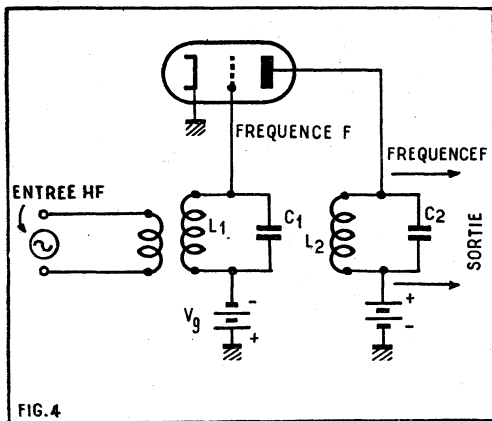 FREQUENCE F
FREQUENCEF
ENTREE HF
L1
C1
L2
C2
SORTIE
Vg
-
+
+
-
FIG.4